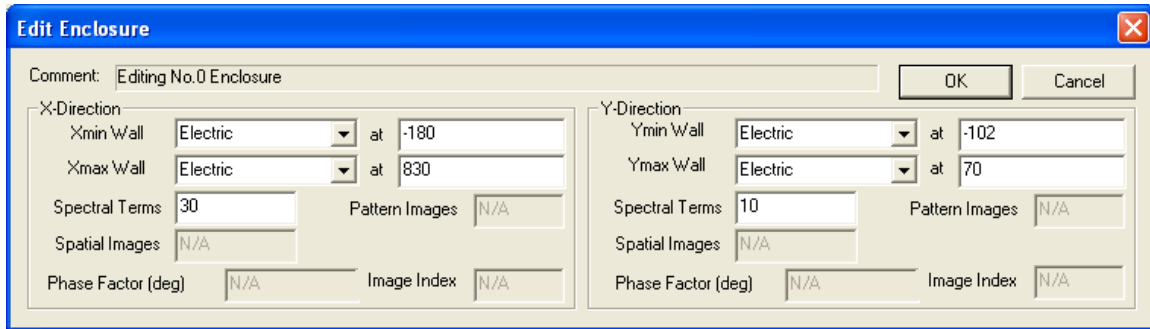 Edit Enclosure
Comment: Editing No.0 Enclosure
OK
Cancel
X-Direction
Xmin Wall Electric at -180
Xmax Wall Electric at 830
Spectral Terms 30 Pattern Images N/A
Spatial Images N/A
Phase Factor (deg) N/A Image Index N/A
Y-Direction
Ymin Wall Electric at -102
Ymax Wall Electric at 70
Spectral Terms 10 Pattern Images N/A
Spatial Images N/A
Phase Factor (deg) N/A Image Index N/A